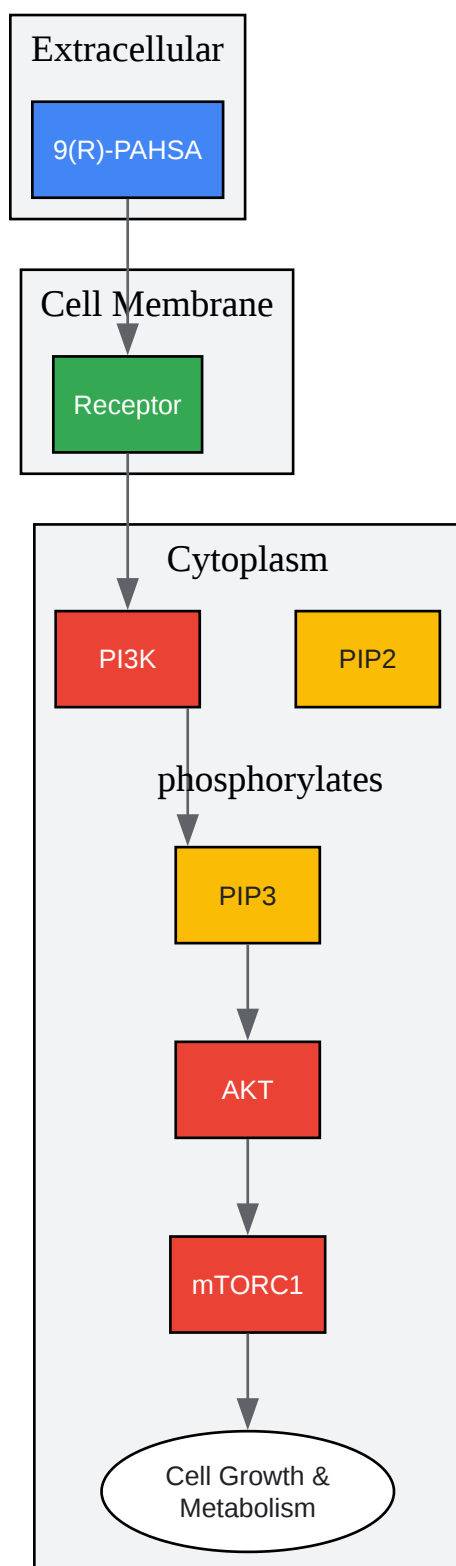 Extracellular
9(R)-PAHSA
Cell Membrane
Receptor
Cytoplasm
PI3K
PIP2
phosphorylates
PIP3
AKT
mTORC1
Cell Growth &
Metabolism